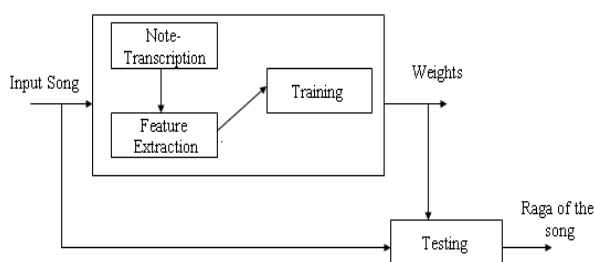 Note-
Transcription
Input Song
Weights
Training
Feature
Extraction
Raga of the
song
Testing